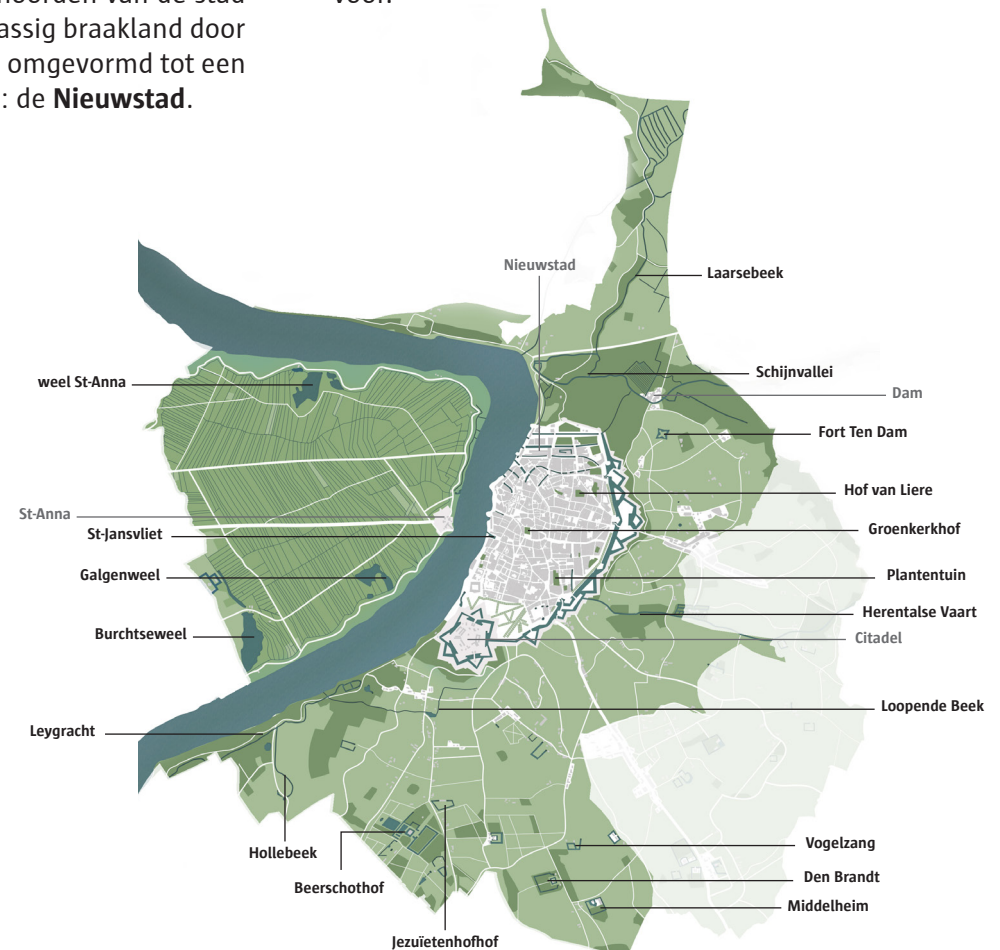 noorden van de stad
assig braakland door
omgevormd tot een
: de Nieuwstad.
voor.
Nieuwstad
Laarsebeek
weel St-Anna
Schijnvallei
Dam
Fort Ten Dam
Hof van Liere
St-Anna
St-Jansvliet
Groenkerkhof
Galgenweel
Plantentuin
Herentalse Vaart
Burchtseweel
Citadel
Loopende Beek
Leygracht
Hollebeek
Vogelzang
Beerschothof
Den Brandt
Middelheim
Jezuïetenhofhof